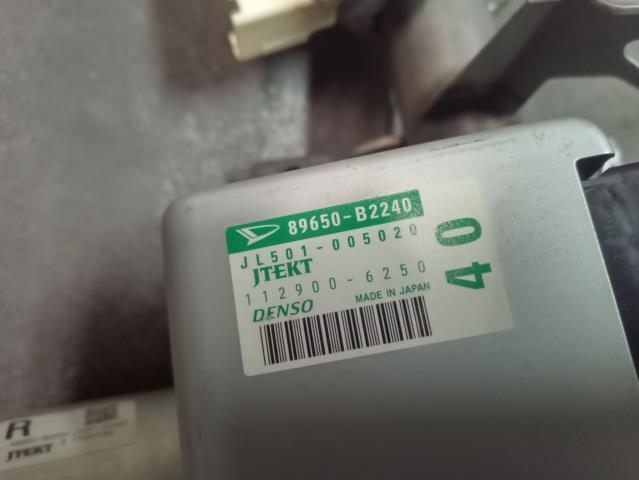 89650-B2240
JL501-005020
JTEKT
112900-6250
DENSO
MADE IN JAPAN
40
R
JTEKT